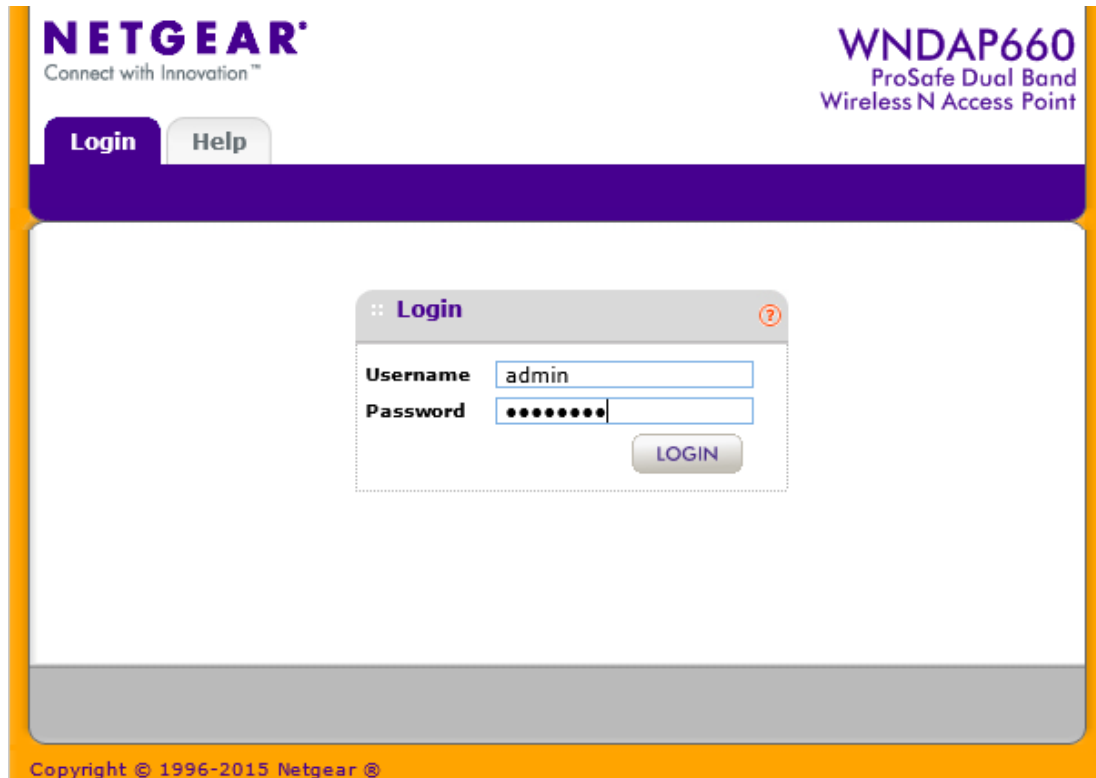 NETGEAR®
Connect with Innovation™
WNDAP660
ProSafe Dual Band
Wireless N Access Point
Login
Help
Login
?
Username
admin
Password
••••••••
LOGIN
Copyright © 1996-2015 Netgear ®